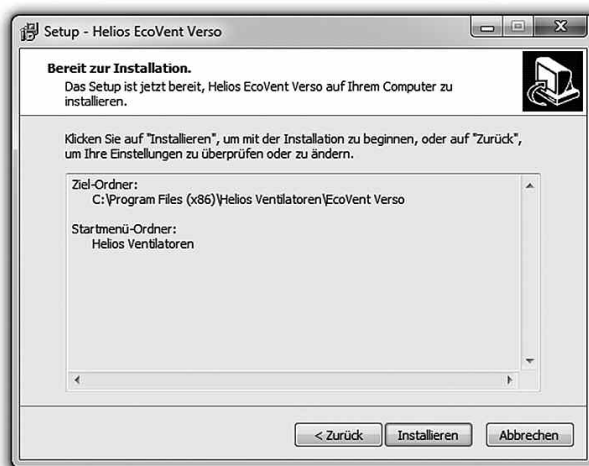 Setup - Helios EcoVent Verso
Bereit zur Installation.
Das Setup ist jetzt bereit, Helios EcoVent Verso auf Ihrem Computer zu
installieren.
Klicken Sie auf "Installieren", um mit der Installation zu beginnen, oder auf "Zurück",
um Ihre Einstellungen zu überprüfen oder zu ändern.
Ziel-Ordner:
C:\Program Files (x86)\Helios Ventilatoren\EcoVent Verso
Startmenü-Ordner:
Helios Ventilatoren
< Zurück Installieren Abbrechen